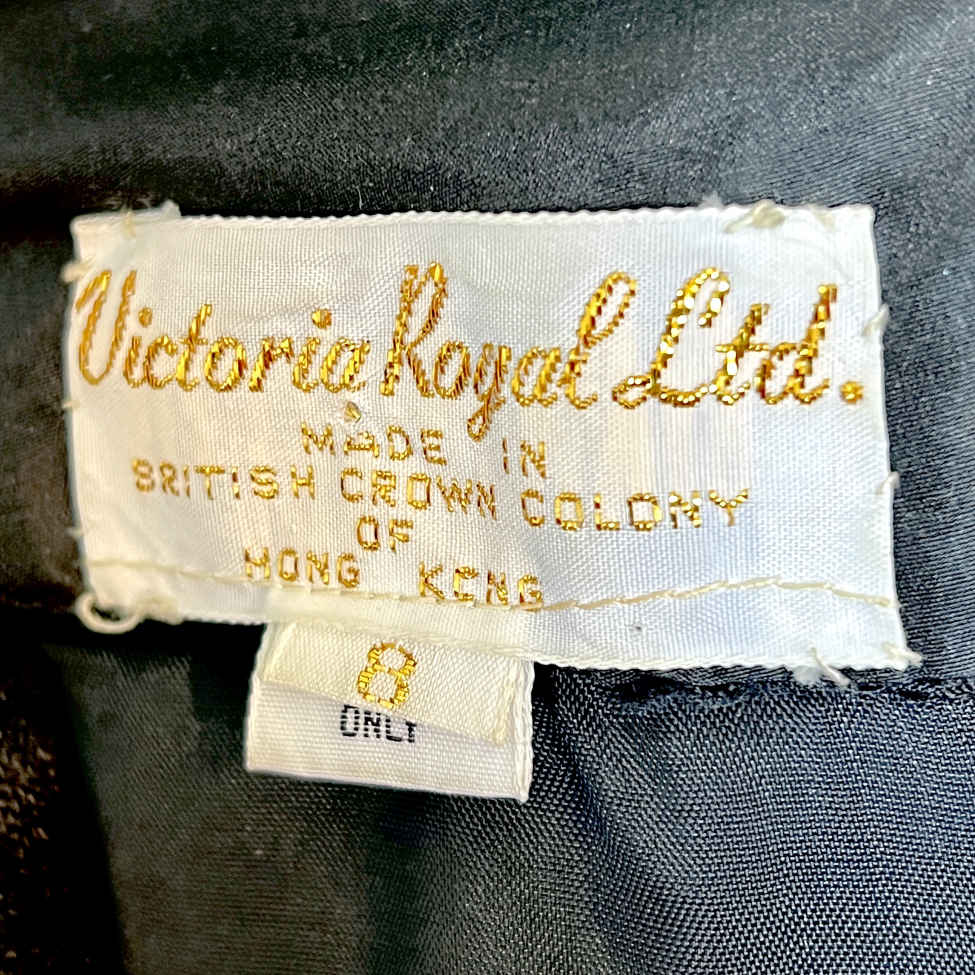 Victoria Royal Ltd.
MADE IN
BRITISH CROWN COLONY
OF
HONG KONG
8
ONLY